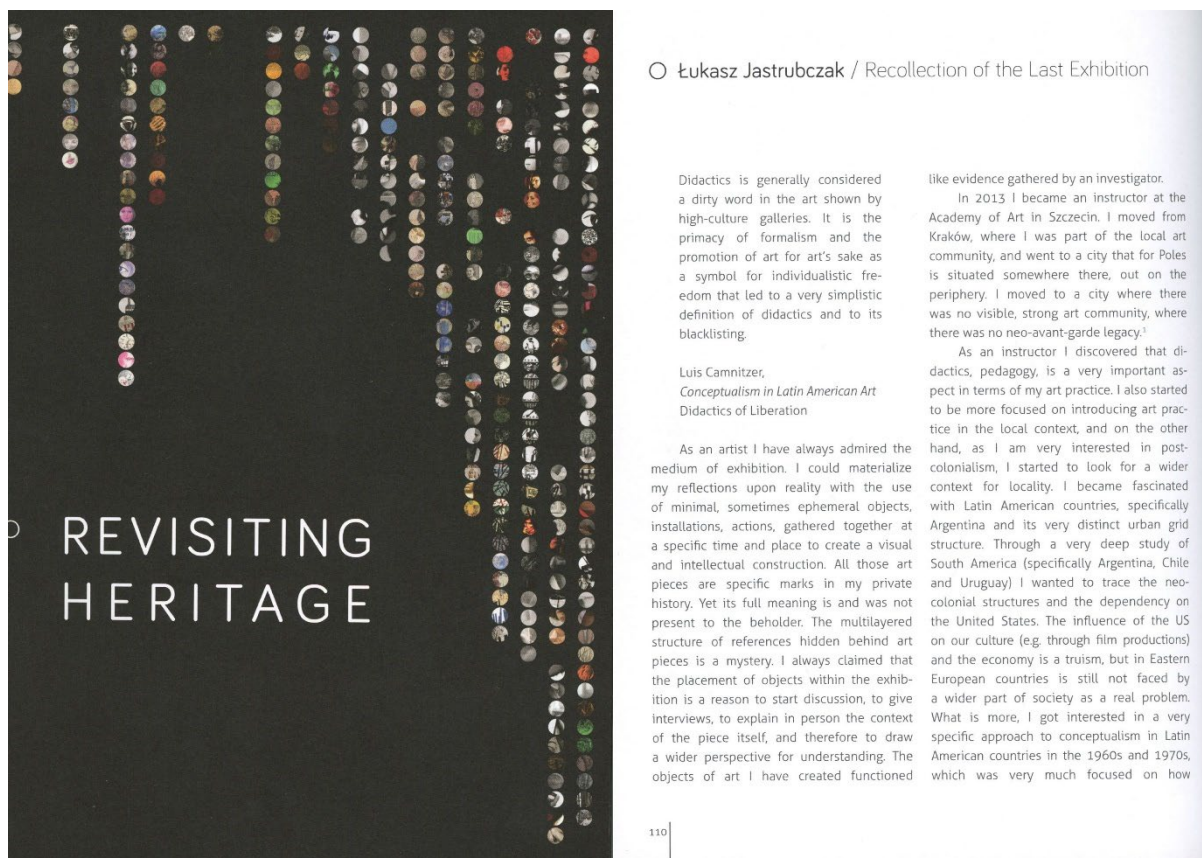 REVISITING
HERITAGE
Łukasz Jastrubczak / Recollection of the Last Exhibition
Didactics is generally considered
a dirty word in the art shown by
high-culture galleries. It is the
primacy of formalism and the
promotion of art for art's sake as
a symbol for individualistic fre-
edom that led to a very simplistic
definition of didactics and to its
blacklisting.
Luis Camnitzer,
Conceptualism in Latin American Art
Didactics of Liberation
As an artist I have always admired the
medium of exhibition. I could materialize
my reflections upon reality with the use
of minimal, sometimes ephemeral objects,
installations, actions, gathered together at
a specific time and place to create a visual
and intellectual construction. All those art
pieces are specific marks in my private
history. Yet its full meaning is and was not
present to the beholder. The multilayered
structure of references hidden behind art
pieces is a mystery. I always claimed that
the placement of objects within the exhib-
ition is a reason to start discussion, to give
interviews, to explain in person the context
of the piece itself, and therefore to draw
a wider perspective for understanding. The
objects of art I have created functioned
like evidence gathered by an investigator.
In 2013 I became an instructor at the
Academy of Art in Szczecin. I moved from
Kraków, where I was part of the local art
community, and went to a city that for Poles
is situated somewhere there, out on the
periphery. I moved to a city where there
was no visible, strong art community, where
there was no neo-avant-garde legacy.¹
As an instructor I discovered that di-
dactics, pedagogy, is a very important as-
pect in terms of my art practice. I also started
to be more focused on introducing art prac-
tice in the local context, and on the other
hand, as I am very interested in post-
colonialism, I started to look for a wider
context for locality. I became fascinated
with Latin American countries, specifically
Argentina and its very distinct urban grid
structure. Through a very deep study of
South America (specifically Argentina, Chile
and Uruguay) I wanted to trace the neo-
colonial structures and the dependency on
the United States. The influence of the US
on our culture (e.g. through film productions)
and the economy is a truism, but in Eastern
European countries is still not faced by
a wider part of society as a real problem.
What is more, I got interested in a very
specific approach to conceptualism in Latin
American countries in the 1960s and 1970s,
which was very much focused on how
110